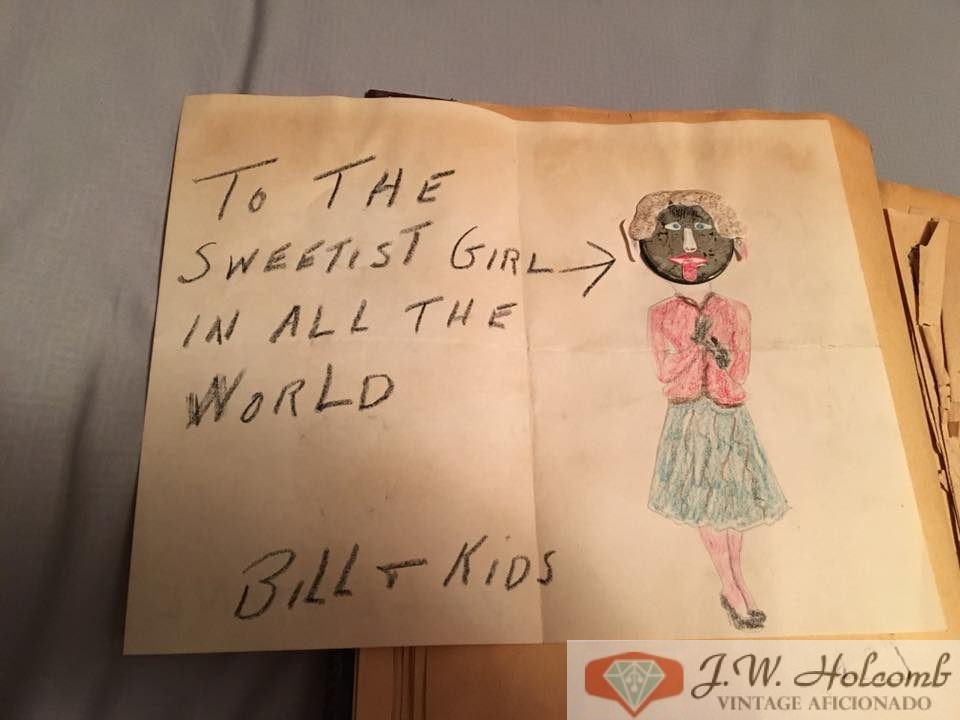 TO THE
SWEETIST GIRL
IN ALL THE
WORLD
BILL + KIDS
J.W. Holcomb
VINTAGE AFICIONADO